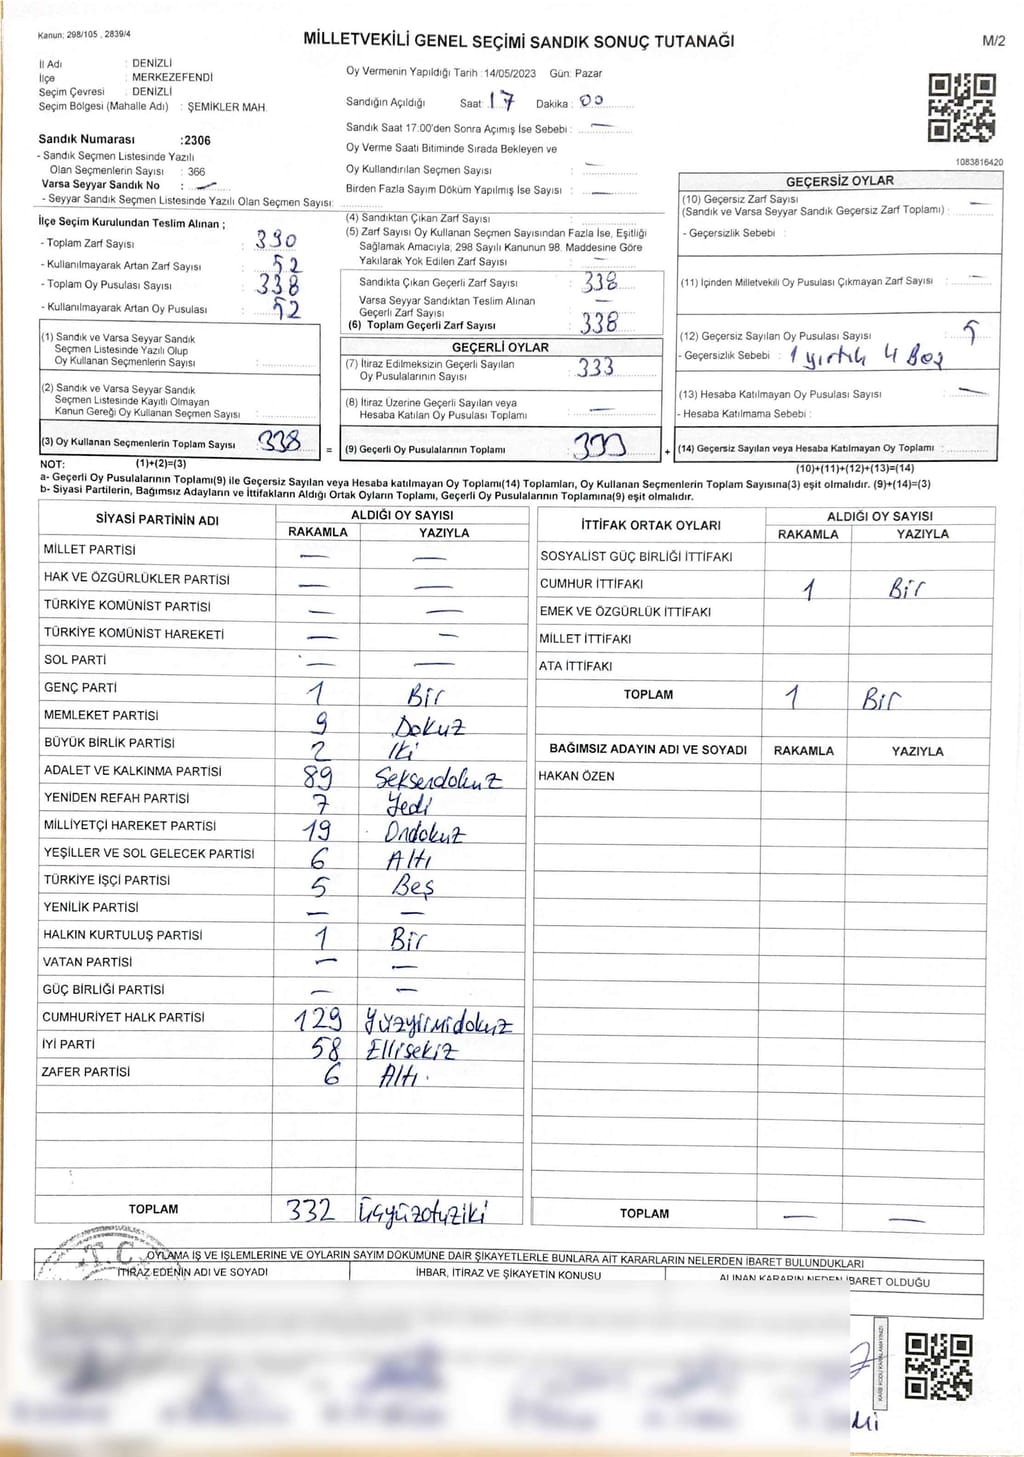 Kanun; 298/105 , 2839/4
MİLLETVEKİLİ GENEL SEÇİMİ SANDIK SONUÇ TUTANAĞI
M/2
İl Adı : DENİZLİ
İlçe : MERKEZEFENDİ
Seçim Çevresi : DENİZLİ
Seçim Bölgesi (Mahalle Adı) : ŞEMİKLER MAH.
Oy Vermenin Yapıldığı Tarih : 14/05/2023 Gün: Pazar
Sandığın Açıldığı Saat: 17 Dakika : 00
Sandık Saat 17:00'den Sonra Açımış İse Sebebi : —
Oy Verme Saati Bitiminde Sırada Bekleyen ve
Oy Kullandırılan Seçmen Sayısı : —
Birden Fazla Sayım Döküm Yapılmış İse Sayısı : —
1083816420
Sandık Numarası :2306
- Sandık Seçmen Listesinde Yazılı
Olan Seçmenlerin Sayısı : 366
Varsa Seyyar Sandık No : —
- Seyyar Sandık Seçmen Listesinde Yazılı Olan Seçmen Sayısı:
İlçe Seçim Kurulundan Teslim Alınan ;
- Toplam Zarf Sayısı : 390
- Kullanılmayarak Artan Zarf Sayısı : 52
- Toplam Oy Pusulası Sayısı : 338
- Kullanılmayarak Artan Oy Pusulası : 52
(1) Sandık ve Varsa Seyyar Sandık
Seçmen Listesinde Yazılı Olup
Oy Kullanan Seçmenlerin Sayısı :
(2) Sandık ve Varsa Seyyar Sandık
Seçmen Listesinde Kayıtlı Olmayan
Kanun Gereği Oy Kullanan Seçmen Sayısı :
(3) Oy Kullanan Seçmenlerin Toplam Sayısı : 338
(4) Sandıktan Çıkan Zarf Sayısı :
(5) Zarf Sayısı Oy Kullanan Seçmen Sayısından Fazla İse, Eşitliği
Sağlamak Amacıyla, 298 Sayılı Kanunun 98. Maddesine Göre
Yakılarak Yok Edilen Zarf Sayısı : —
Sandıkta Çıkan Geçerli Zarf Sayısı : 338
Varsa Seyyar Sandıktan Teslim Alınan
Geçerli Zarf Sayısı : —
(6) Toplam Geçerli Zarf Sayısı : 338
GEÇERLİ OYLAR
(7) İtiraz Edilmeksizin Geçerli Sayılan
Oy Pusulalarının Sayısı : 333
(8) İtiraz Üzerine Geçerli Sayılan veya
Hesaba Katılan Oy Pusulası Toplamı : —
= (9) Geçerli Oy Pusulalarının Toplamı : 333
GEÇERSİZ OYLAR
(10) Geçersiz Zarf Sayısı
(Sandık ve Varsa Seyyar Sandık Geçersiz Zarf Toplamı) : —
- Geçersizlik Sebebi :
(11) İçinden Milletvekili Oy Pusulası Çıkmayan Zarf Sayısı : —
(12) Geçersiz Sayılan Oy Pusulası Sayısı : 5
- Geçersizlik Sebebi : 1 yırtık 4 Boş
(13) Hesaba Katılmayan Oy Pusulası Sayısı : —
- Hesaba Katılmama Sebebi :
+ (14) Geçersiz Sayılan veya Hesaba Katılmayan Oy Toplamı :
NOT: (1)+(2)=(3)
(10)+(11)+(12)+(13)=(14)
a- Geçerli Oy Pusulalarının Toplamı(9) ile Geçersiz Sayılan veya Hesaba katılmayan Oy Toplamı(14) Toplamları, Oy Kullanan Seçmenlerin Toplam Sayısına(3) eşit olmalıdır. (9)+(14)=(3)
b- Siyasi Partilerin, Bağımsız Adayların ve İttifakların Aldığı Ortak Oyların Toplamı, Geçerli Oy Pusulalarının Toplamına(9) eşit olmalıdır.
SİYASİ PARTİNİN ADI ALDIĞI OY SAYISI
RAKAMLA YAZIYLA
MİLLET PARTİSİ — —
HAK VE ÖZGÜRLÜKLER PARTİSİ — —
TÜRKİYE KOMÜNİST PARTİSİ — —
TÜRKİYE KOMÜNİST HAREKETİ — —
SOL PARTİ — —
GENÇ PARTİ 1 Bir
MEMLEKET PARTİSİ 9 Dokuz
BÜYÜK BİRLİK PARTİSİ 2 İki
ADALET VE KALKINMA PARTİSİ 89 Seksendokuz
YENİDEN REFAH PARTİSİ 7 Yedi
MİLLİYETÇİ HAREKET PARTİSİ 19 Ondokuz
YEŞİLLER VE SOL GELECEK PARTİSİ 6 Altı
TÜRKİYE İŞÇİ PARTİSİ 5 Beş
YENİLİK PARTİSİ — —
HALKIN KURTULUŞ PARTİSİ 1 Bir
VATAN PARTİSİ — —
GÜÇ BİRLİĞİ PARTİSİ — —
CUMHURİYET HALK PARTİSİ 129 Yüzyirmidokuz
İYİ PARTİ 58 Ellisekiz
ZAFER PARTİSİ 6 Altı
TOPLAM 332 Üçyüzotuziki
İTTİFAK ORTAK OYLARI ALDIĞI OY SAYISI
RAKAMLA YAZIYLA
SOSYALİST GÜÇ BİRLİĞİ İTTİFAKI
CUMHUR İTTİFAKI 1 Bir
EMEK VE ÖZGÜRLÜK İTTİFAKI
MİLLET İTTİFAKI
ATA İTTİFAKI
TOPLAM 1 Bir
BAĞIMSIZ ADAYIN ADI VE SOYADI RAKAMLA YAZIYLA
HAKAN ÖZEN
TOPLAM — —
T.C.
OYLAMA İŞ VE İŞLEMLERİNE VE OYLARIN SAYIM DÖKÜMÜNE DAİR ŞİKAYETLERLE BUNLARA AİT KARARLARIN NELERDEN İBARET BULUNDUKLARI
İTİRAZ EDENİN ADI VE SOYADI İHBAR, İTİRAZ VE ŞİKAYETİN KONUSU ALINAN KARARIN NEDEN İBARET OLDUĞU
KARE KODU KARALAMAYINIZ!